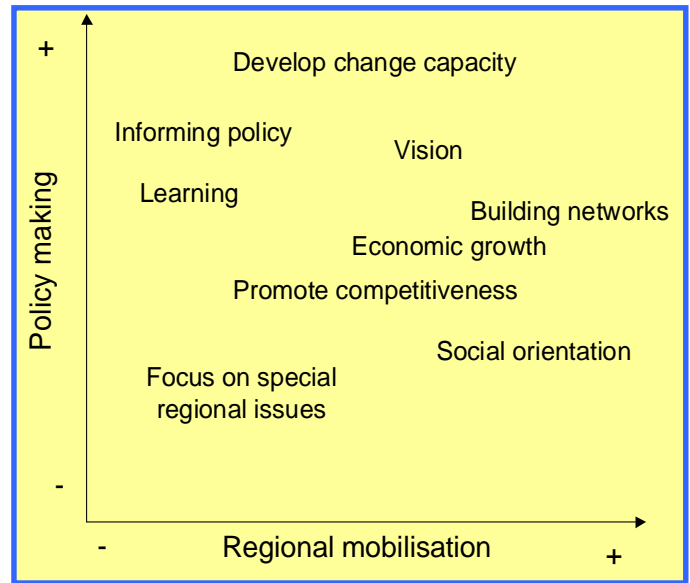 +
Develop change capacity
Informing policy
Vision
Learning
Building networks
Economic growth
Promote competitiveness
Social orientation
Focus on special
regional issues
Policy making
-
-
Regional mobilisation
+